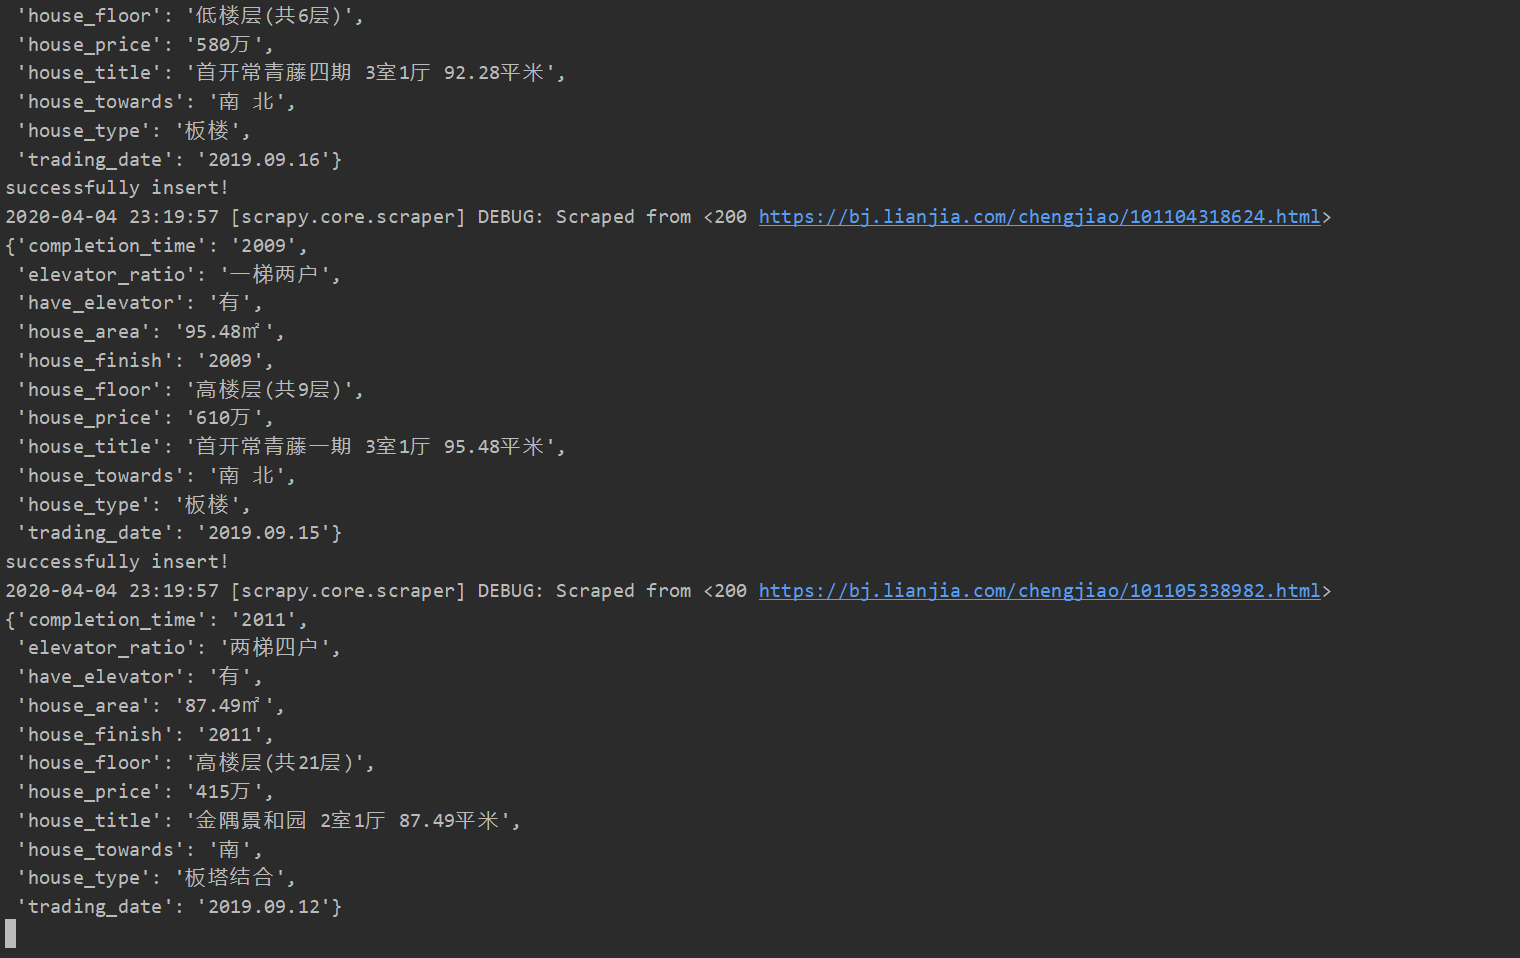 'house_floor': '低楼层(共6层)',
'house_price': '580万',
'house_title': '首开常青藤四期 3室1厅 92.28平米',
'house_towards': '南 北',
'house_type': '板楼',
'trading_date': '2019.09.16'}
successfully insert!
2020-04-04 23:19:57 [scrapy.core.scraper] DEBUG: Scraped from <200 https://bj.lianjia.com/chengjiao/101104318624.html>
{'completion_time': '2009',
'elevator_ratio': '一梯两户',
'have_elevator': '有',
'house_area': '95.48㎡',
'house_finish': '2009',
'house_floor': '高楼层(共9层)',
'house_price': '610万',
'house_title': '首开常青藤一期 3室1厅 95.48平米',
'house_towards': '南 北',
'house_type': '板楼',
'trading_date': '2019.09.15'}
successfully insert!
2020-04-04 23:19:57 [scrapy.core.scraper] DEBUG: Scraped from <200 https://bj.lianjia.com/chengjiao/101105338982.html>
{'completion_time': '2011',
'elevator_ratio': '两梯四户',
'have_elevator': '有',
'house_area': '87.49㎡',
'house_finish': '2011',
'house_floor': '高楼层(共21层)',
'house_price': '415万',
'house_title': '金隅景和园 2室1厅 87.49平米',
'house_towards': '南',
'house_type': '板塔结合',
'trading_date': '2019.09.12'}